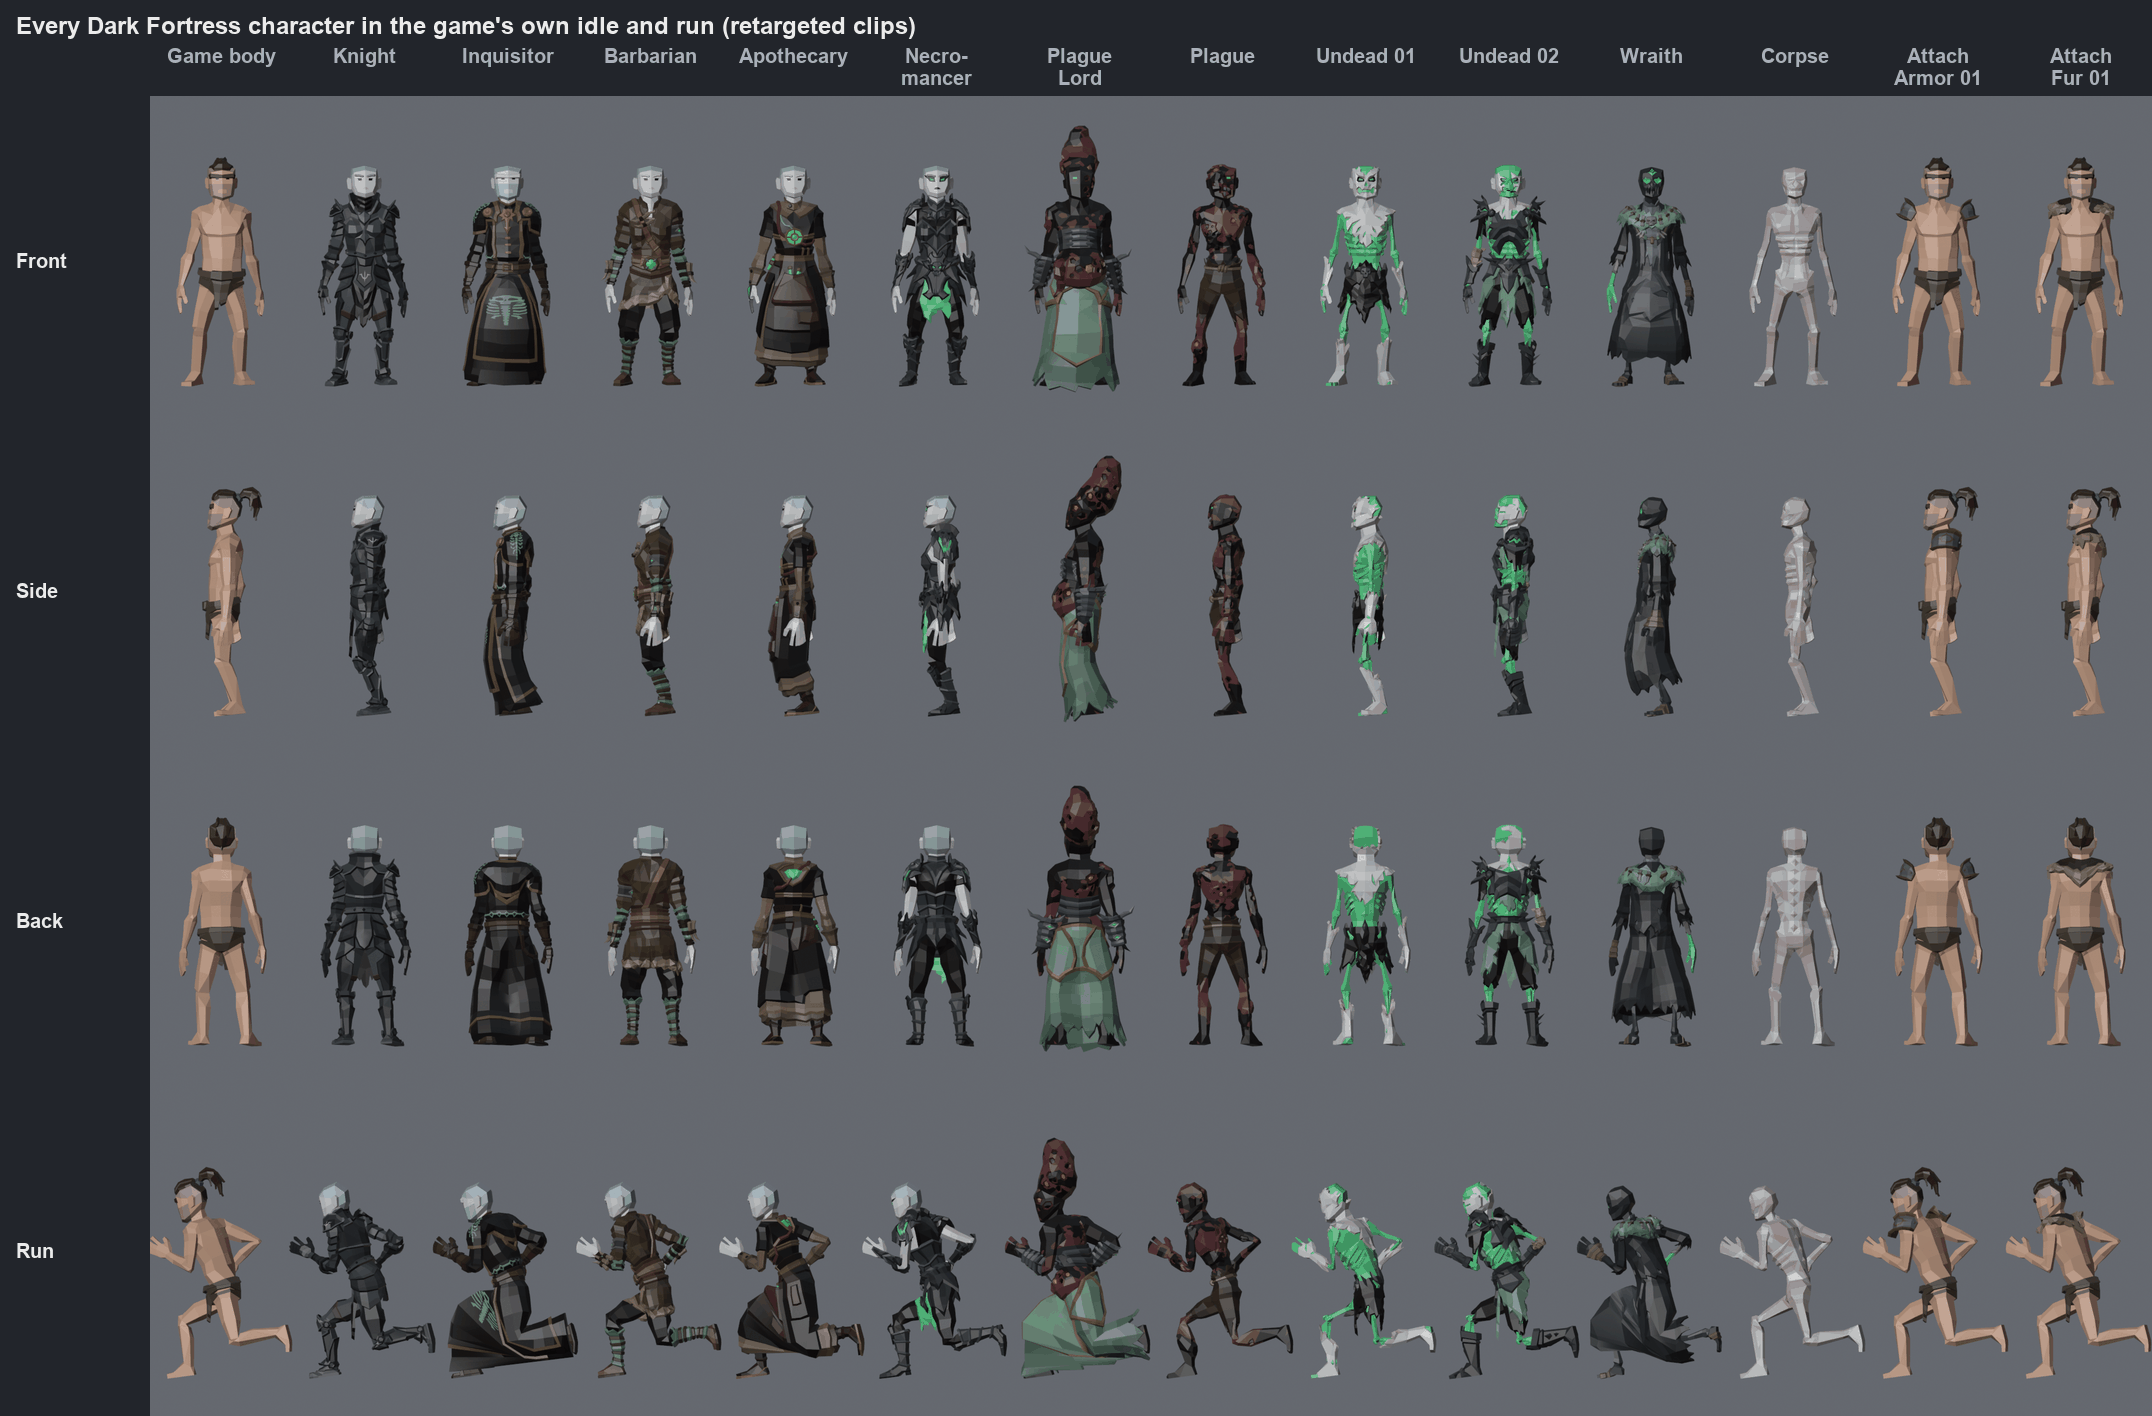 Every Dark Fortress character in the game's own idle and run (retargeted clips)
Game body
Knight
Inquisitor
Barbarian
Apothecary
Necro-
mancer
Plague
Lord
Plague
Undead 01
Undead 02
Wraith
Corpse
Attach
Armor 01
Attach
Fur 01
Front
Side
Back
Run